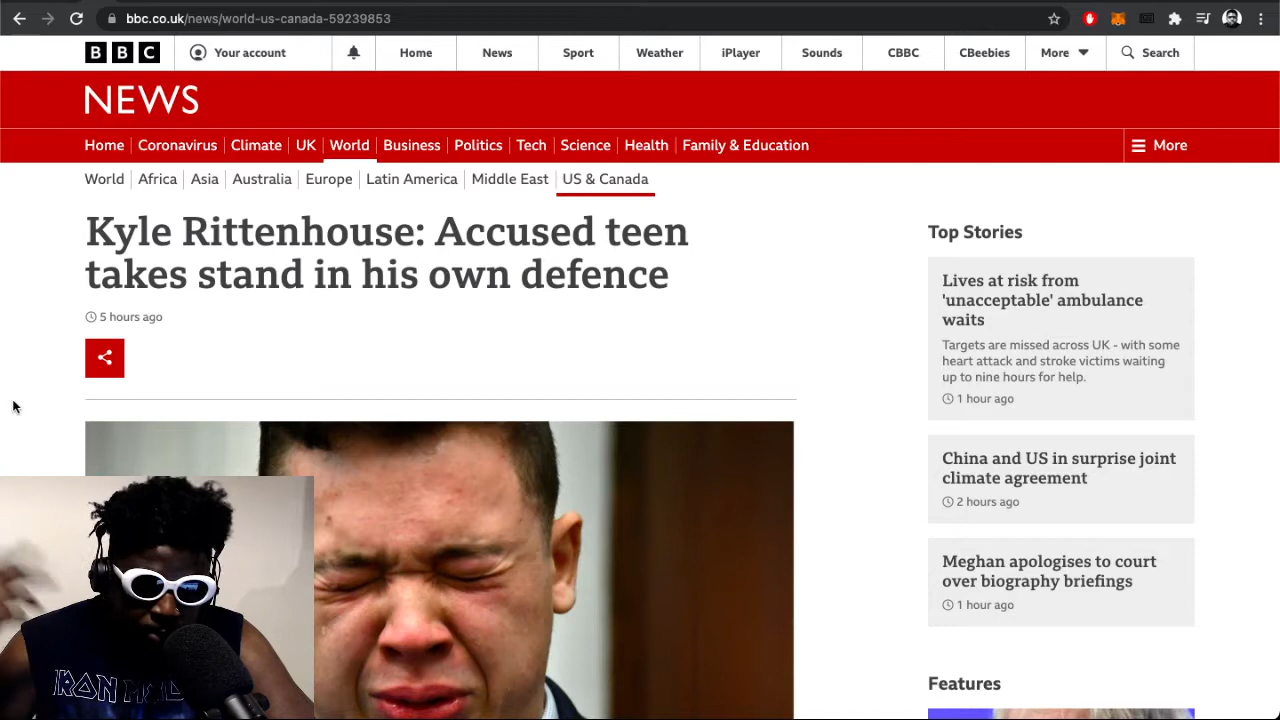 bbc.co.uk/news/world-us-canada-59239853
BBC Your account Home News Sport Weather iPlayer Sounds CBBC CBeebies More Search
NEWS
Home Coronavirus Climate UK World Business Politics Tech Science Health Family & Education More
World Africa Asia Australia Europe Latin America Middle East US & Canada
Kyle Rittenhouse: Accused teen
takes stand in his own defence
5 hours ago
Top Stories
Lives at risk from
'unacceptable' ambulance
waits
Targets are missed across UK - with some
heart attack and stroke victims waiting
up to nine hours for help.
1 hour ago
China and US in surprise joint
climate agreement
2 hours ago
Meghan apologises to court
over biography briefings
1 hour ago
Features
IRON